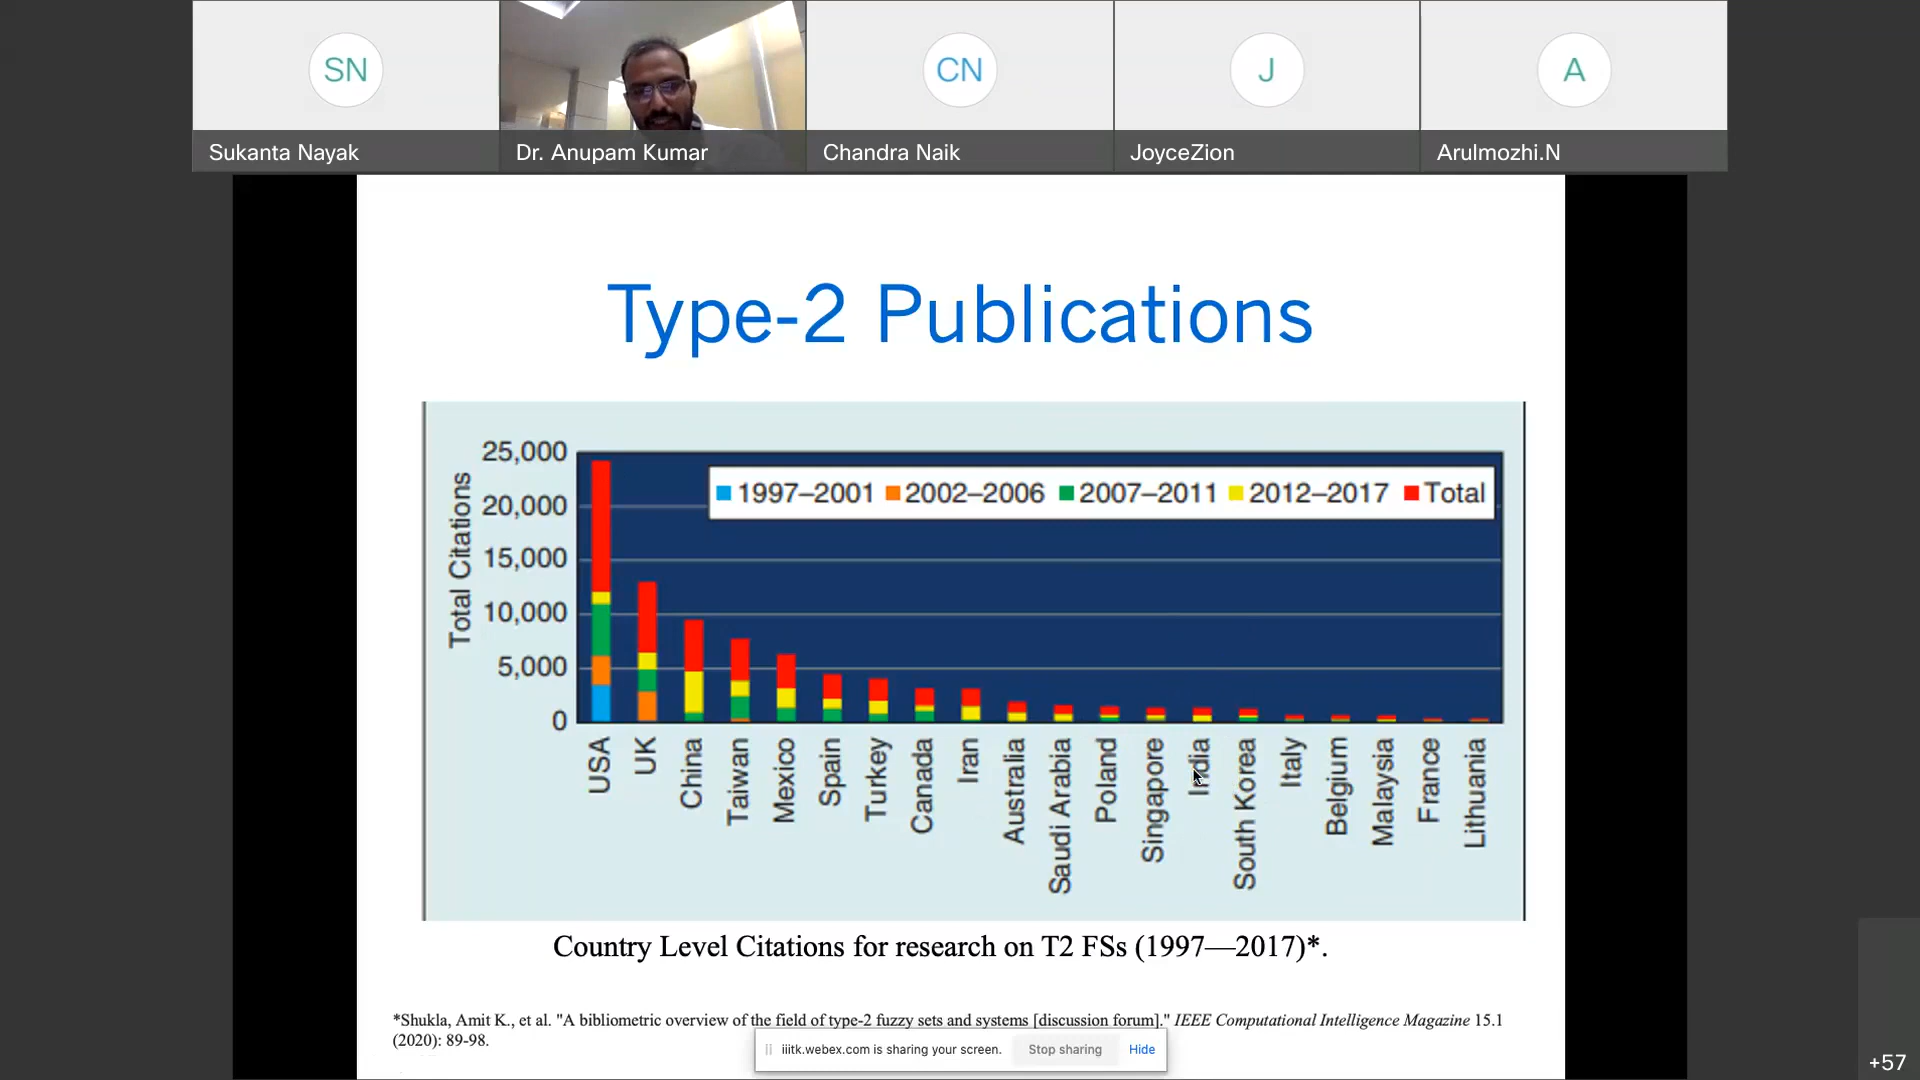 SN
CN
J
A
Sukanta Nayak
Dr. Anupam Kumar
Chandra Naik
JoyceZion
Arulmozhi.N
Type-2 Publications
Total Citations
25,000
20,000
15,000
10,000
5,000
0
1997–2001 2002–2006 2007–2011 2012–2017 Total
USA
UK
China
Taiwan
Mexico
Spain
Turkey
Canada
Iran
Australia
Saudi Arabia
Poland
Singapore
India
South Korea
Italy
Belgium
Malaysia
France
Lithuania
Country Level Citations for research on T2 FSs (1997—2017)*.
*Shukla, Amit K., et al. "A bibliometric overview of the field of type-2 fuzzy sets and systems [discussion forum]." IEEE Computational Intelligence Magazine 15.1
(2020): 89-98.
iiitk.webex.com is sharing your screen. Stop sharing Hide
+57